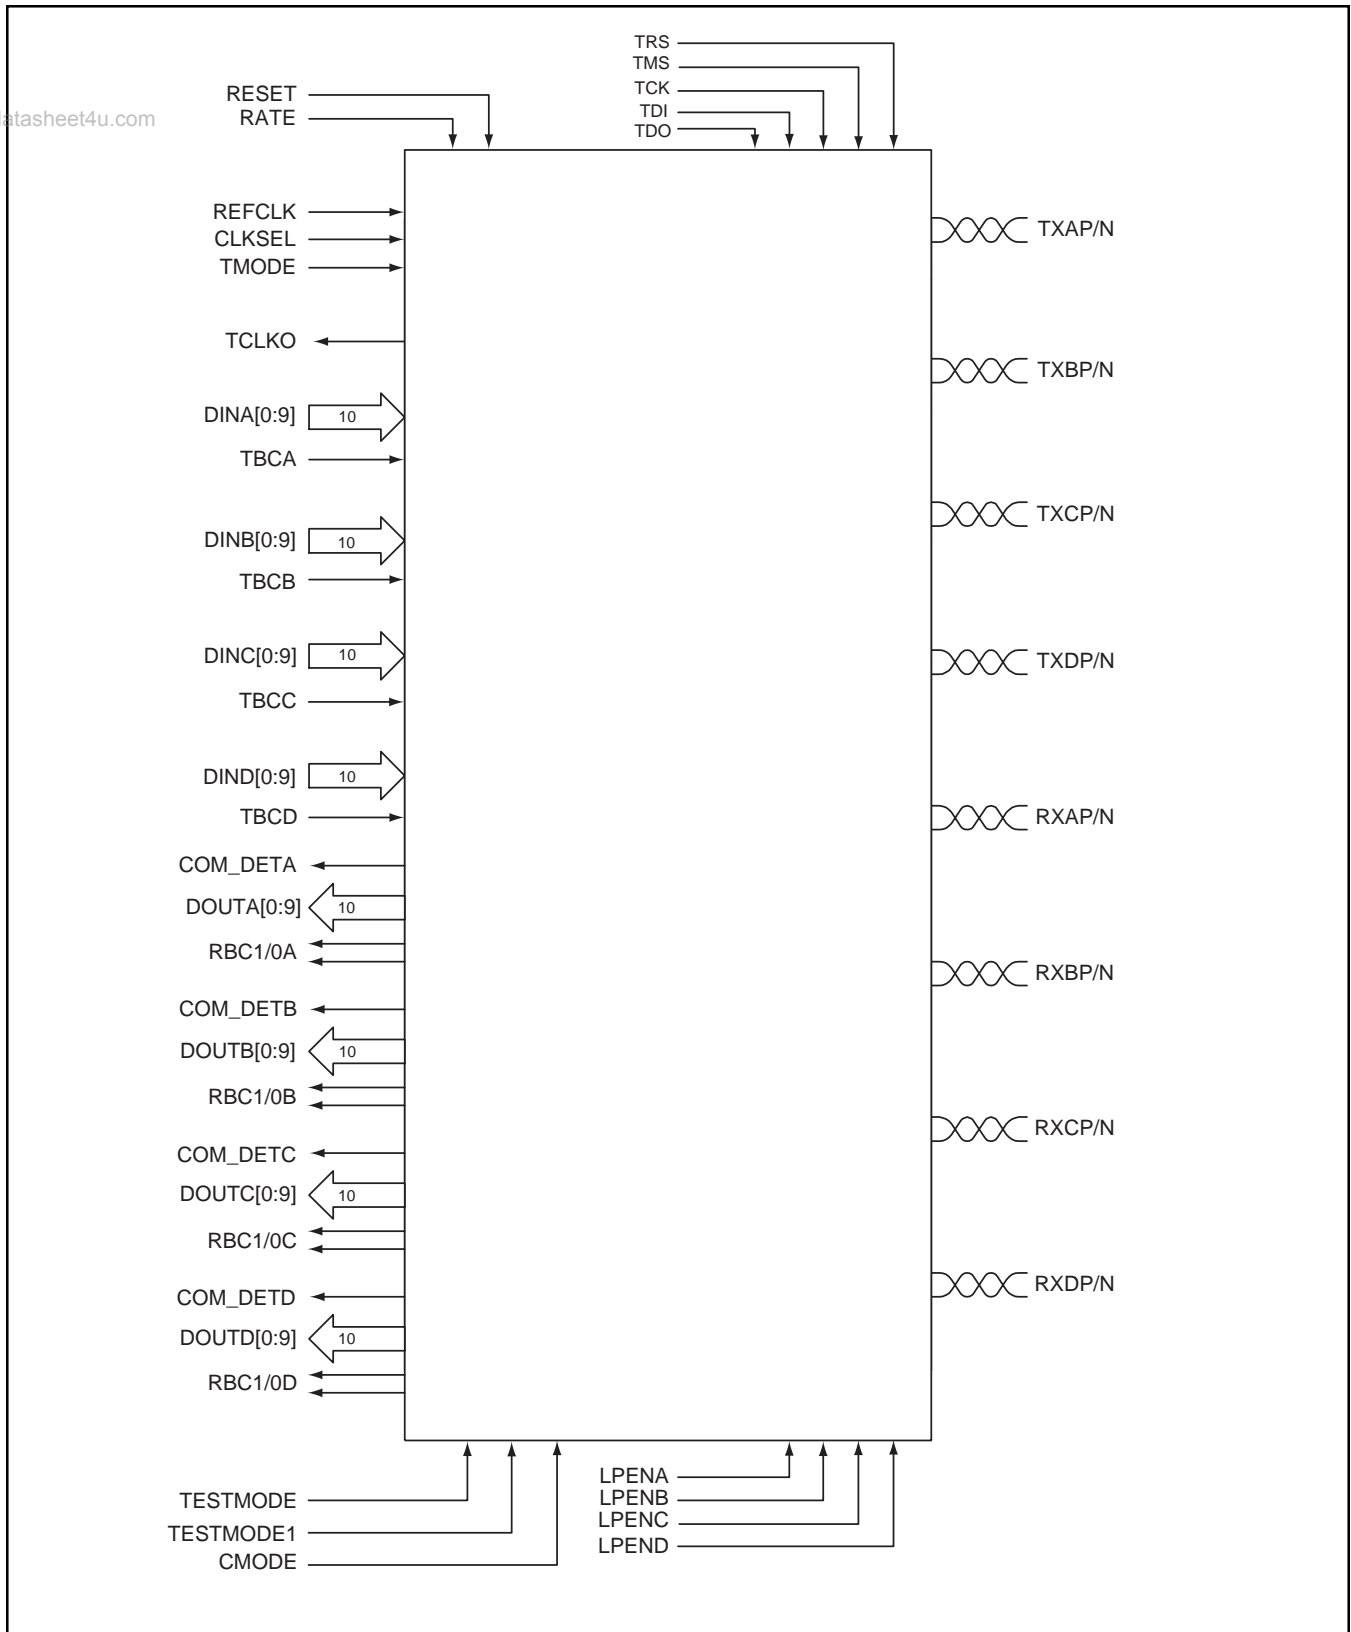 TRS
TMS
TCK
TDI
TDO
RESET
RATE
atasheet4u.com
REFCLK
CLKSEL
TMODE
TCLKO
DINA[0:9]
10
TBCA
DINB[0:9]
10
TBCB
DINC[0:9]
10
TBCC
DIND[0:9]
10
TBCD
COM_DETA
DOUTA[0:9]
10
RBC1/0A
COM_DETB
DOUTB[0:9]
10
RBC1/0B
COM_DETC
DOUTC[0:9]
10
RBC1/0C
COM_DETD
DOUTD[0:9]
10
RBC1/0D
TXAP/N
TXBP/N
TXCP/N
TXDP/N
RXAP/N
RXBP/N
RXCP/N
RXDP/N
TESTMODE
TESTMODE1
CMODE
LPENA
LPENB
LPENC
LPEND